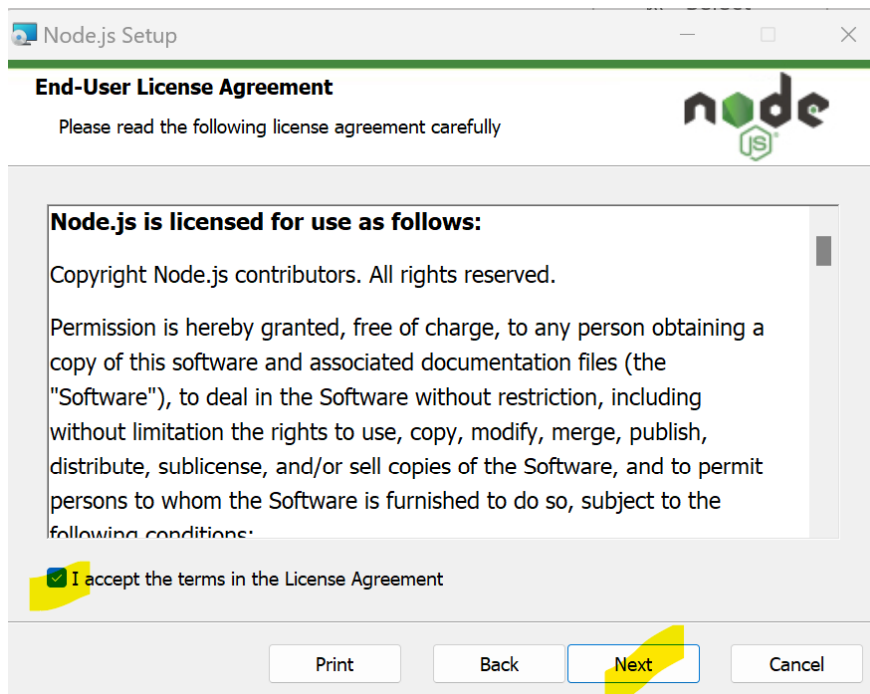 Node.js Setup
End-User License Agreement
Please read the following license agreement carefully
node
JS
Node.js is licensed for use as follows:
Copyright Node.js contributors. All rights reserved.
Permission is hereby granted, free of charge, to any person obtaining a
copy of this software and associated documentation files (the
"Software"), to deal in the Software without restriction, including
without limitation the rights to use, copy, modify, merge, publish,
distribute, sublicense, and/or sell copies of the Software, and to permit
persons to whom the Software is furnished to do so, subject to the
following conditions:
I accept the terms in the License Agreement
Print Back Next Cancel